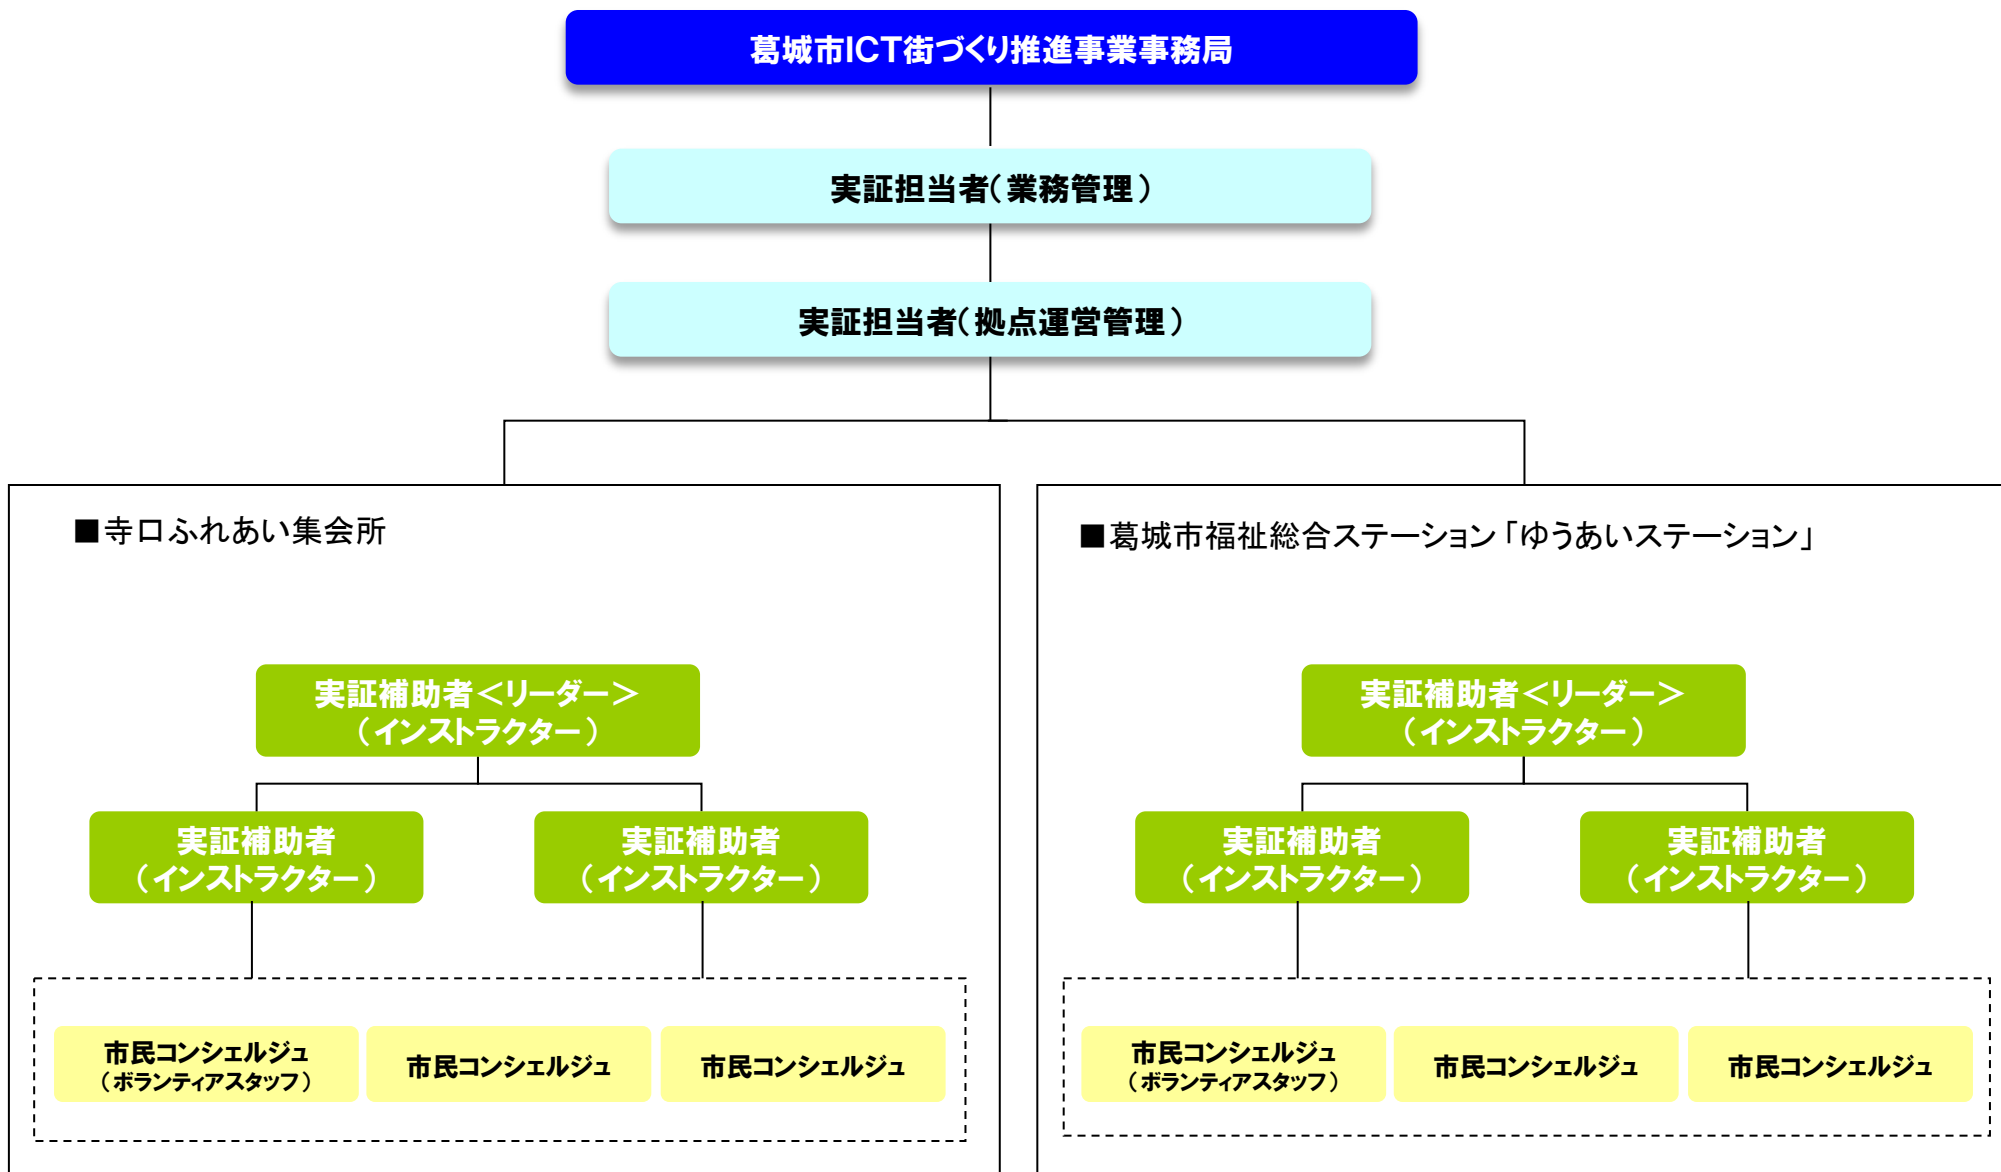 葛城市ICT街づくり推進事業事務局
実証担当者（業務管理）
実証担当者（拠点運営管理）
■寺口ふれあい集会所
実証補助者＜リーダー＞
（インストラクター）
実証補助者
（インストラクター）
実証補助者
（インストラクター）
市民コンシェルジュ
（ボランティアスタッフ）
市民コンシェルジュ
市民コンシェルジュ
■葛城市福祉総合ステーション「ゆうあいステーション」
実証補助者＜リーダー＞
（インストラクター）
実証補助者
（インストラクター）
実証補助者
（インストラクター）
市民コンシェルジュ
（ボランティアスタッフ）
市民コンシェルジュ
市民コンシェルジュ